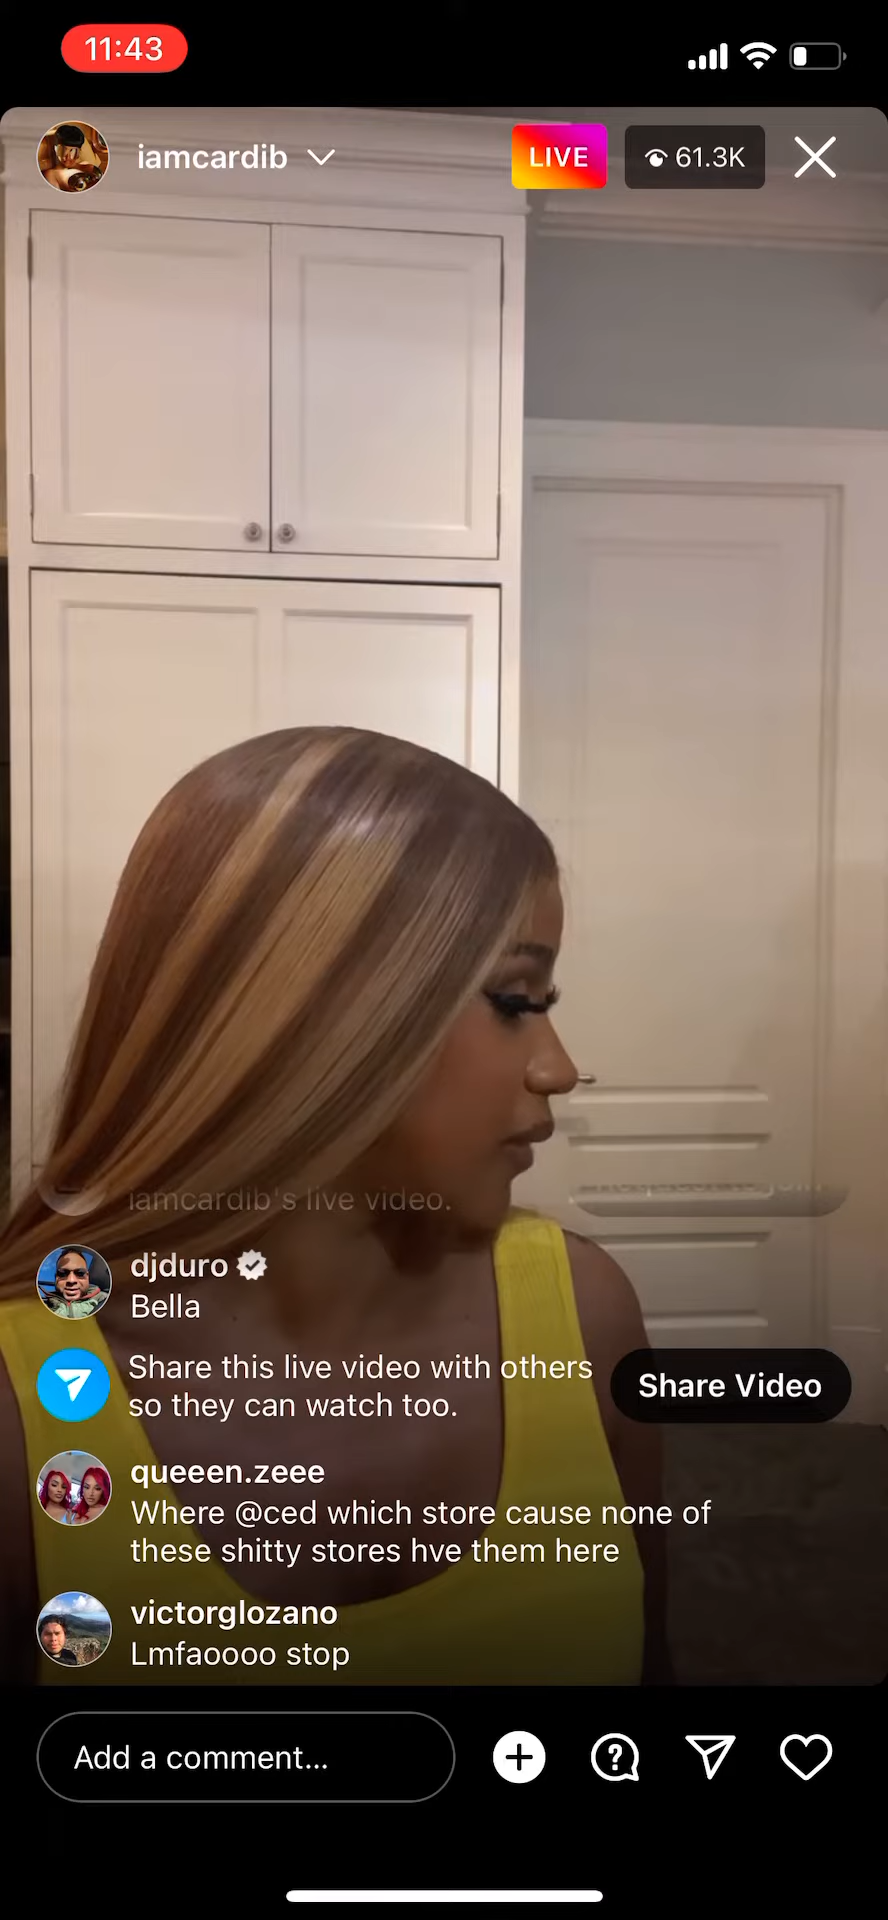 11:43
iamcardib
LIVE
61.3K
iamcardib's live video.
djduro
Bella
Share this live video with others
so they can watch too.
Share Video
queeen.zeee
Where @ced which store cause none of
these shitty stores hve them here
victorglozano
Lmfaoooo stop
Add a comment...